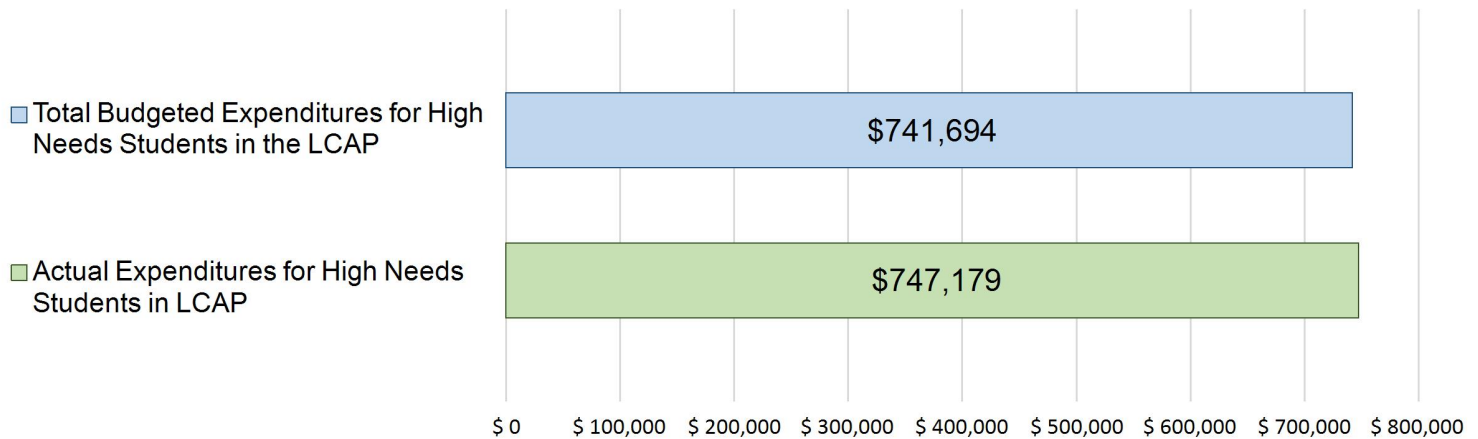 Total Budgeted Expenditures for High
Needs Students in the LCAP
$741,694
Actual Expenditures for High Needs
Students in LCAP
$747,179
$ 0 $ 100,000 $ 200,000 $ 300,000 $ 400,000 $ 500,000 $ 600,000 $ 700,000 $ 800,000